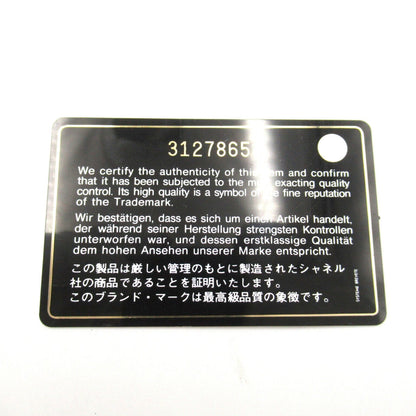 3127865
We certify the authenticity of this item and confirm
that it has been subjected to the most exacting quality
control. Its high quality is a symbol of the fine reputation
of the Trademark.
Wir bestätigen, dass es sich um einen Artikel handelt,
der während seiner Herstellung strengsten Kontrollen
unterworfen war, und dessen erstklassige Qualität
dem hohen Ansehen unserer Marke entspricht.
この製品は厳しい管理のもとに製造されたシャネル
社の商品であることを証明いたします。
このブランド・マークは最高級品質の象徴です。